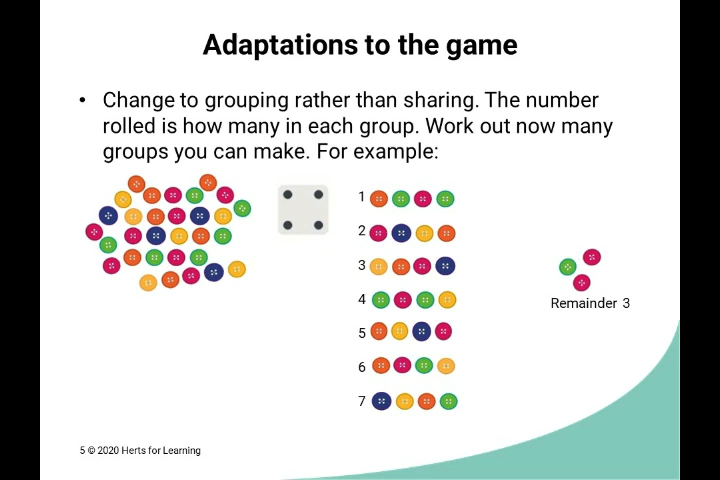 Adaptations to the game
• Change to grouping rather than sharing. The number
rolled is how many in each group. Work out now many
groups you can make. For example:
1
2
3
4
5
6
7
Remainder 3
5 © 2020 Herts for Learning